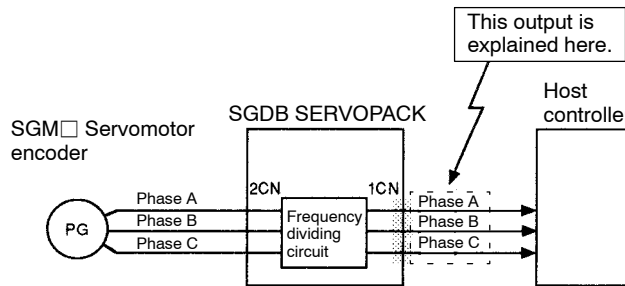 This output is
explained here.
Host
controlle
SGDB SERVOPACK
SGM□ Servomotor
encoder
2CN
1CN
Phase A
Phase A
Phase B
Phase B
Phase C
Phase C
PG
Frequency
dividing
circuit